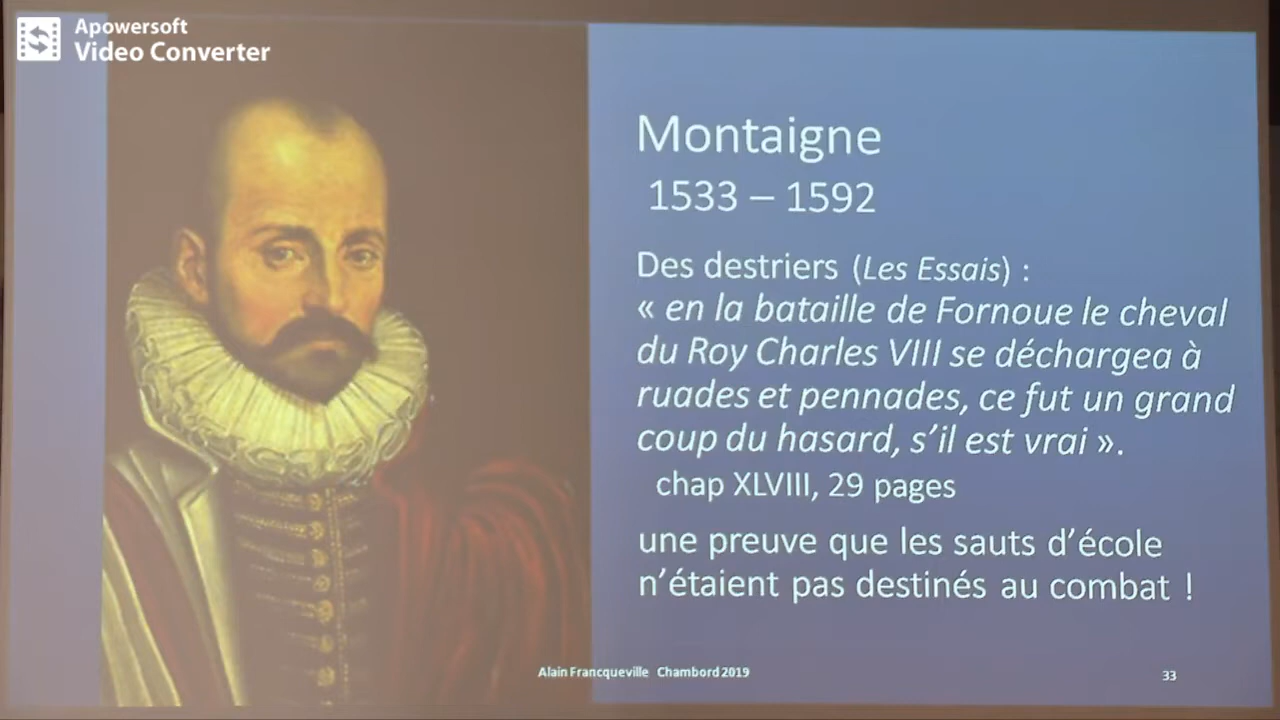 Apowersoft
Video Converter
Montaigne
1533 – 1592
Des destriers (Les Essais) :
« en la bataille de Fornoue le cheval
du Roy Charles VIII se déchargea à
ruades et pennades, ce fut un grand
coup du hasard, s’il est vrai ».
chap XLVIII, 29 pages
une preuve que les sauts d’école
n’étaient pas destinés au combat !
Alain Francqueville Chambord 2019
33